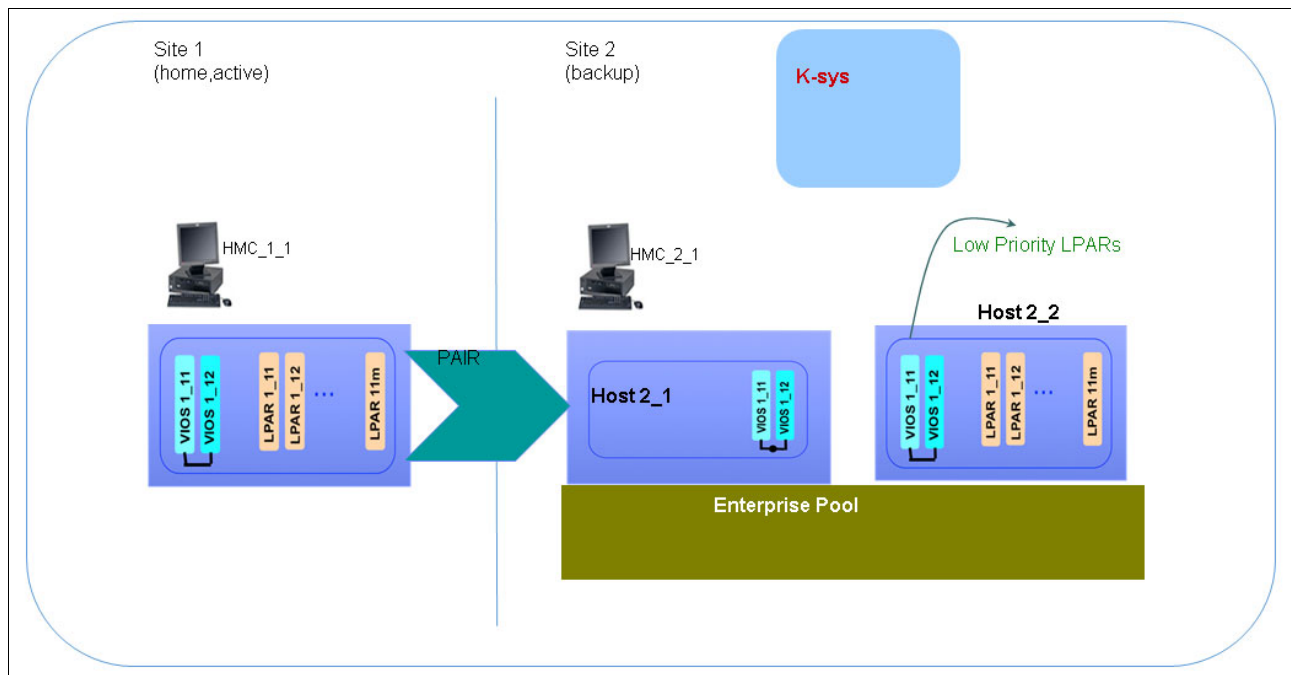 Site 1
(home,active)
Site 2
(backup)
K-sys
HMC_1_1
HMC_2_1
Low Priority LPARs
Host 2_2
PAIR
VIOS 1_11
VIOS 1_12
LPAR 1_11
LPAR 1_12
...
LPAR 11m
Host 2_1
VIOS 1_11
VIOS 1_12
VIOS 1_11
VIOS 1_12
LPAR 1_11
LPAR 1_12
...
LPAR 11m
Enterprise Pool